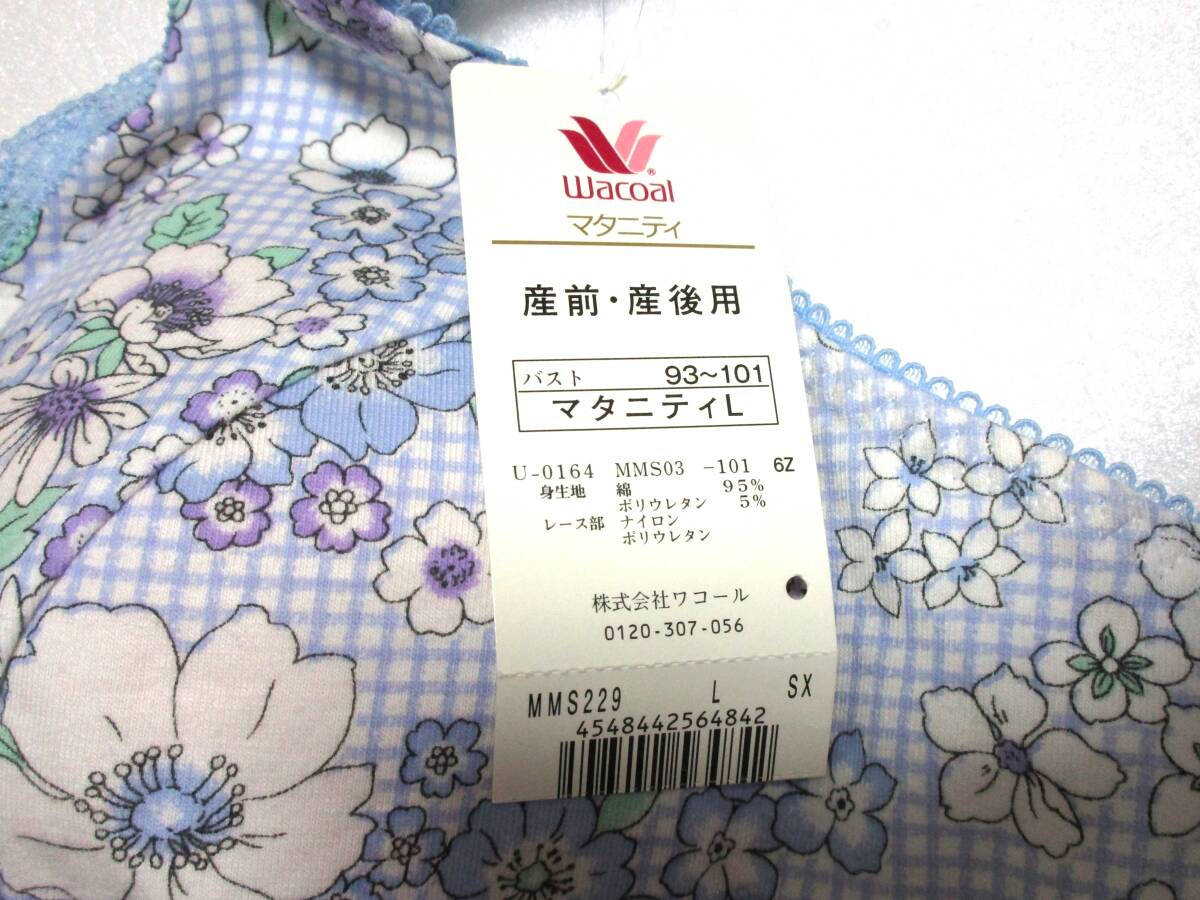 Wacoal®
マタニティ
産前・産後用
バスト 93~101
マタニティL
U-0164 MMS03 -101 6Z
身生地 綿 95%
ポリウレタン 5%
レース部 ナイロン
ポリウレタン
株式会社ワコール
0120-307-056
MMS229 L SX
4548442564842